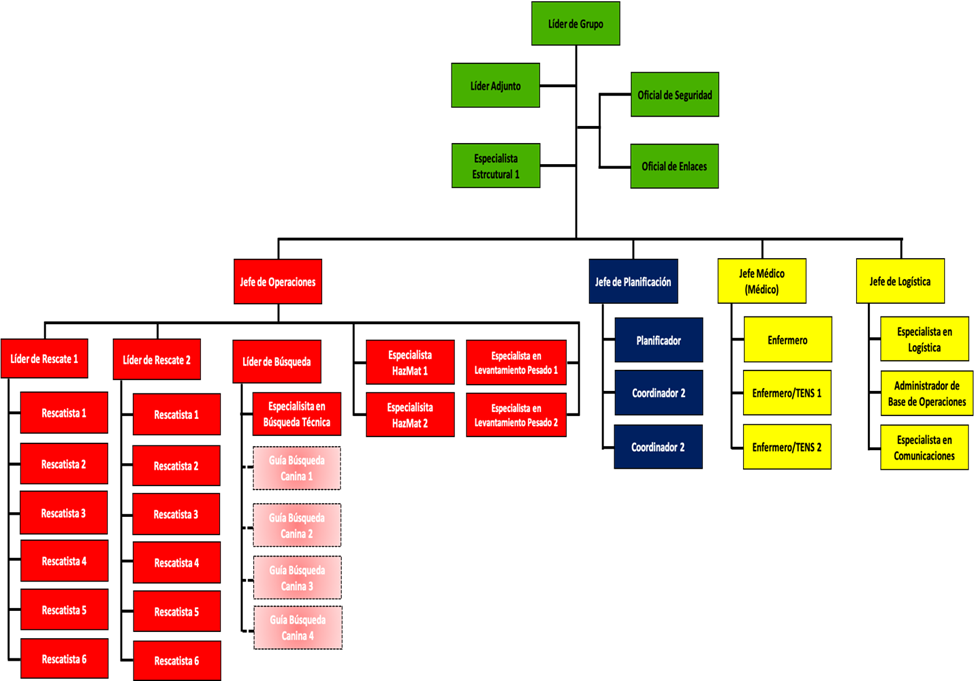 Líder de Grupo
Líder Adjunto
Oficial de Seguridad
Especialista
Estrcutural 1
Oficial de Enlaces
Jefe de Operaciones
Jefe de Planificación
Jefe Médico
(Médico)
Jefe de Logística
Líder de Rescate 1
Rescatista 1
Rescatista 2
Rescatista 3
Rescatista 4
Rescatista 5
Rescatista 6
Líder de Rescate 2
Rescatista 1
Rescatista 2
Rescatista 3
Rescatista 4
Rescatista 5
Rescatista 6
Líder de Búsqueda
Especialisita en
Búsqueda Técnica
Guía Búsqueda
Canina 1
Guía Búsqueda
Canina 2
Guía Búsqueda
Canina 3
Guía Búsqueda
Canina 4
Especialista
HazMat 1
Especialisita
HazMat 2
Especialista en
Levantamiento Pesado 1
Especialista en
Levantamiento Pesado 2
Planificador
Coordinador 2
Coordinador 2
Enfermero
Enfermero/TENS 1
Enfermero/TENS 2
Especialista en
Logística
Administrador de
Base de Operaciones
Especialista en
Comunicaciones